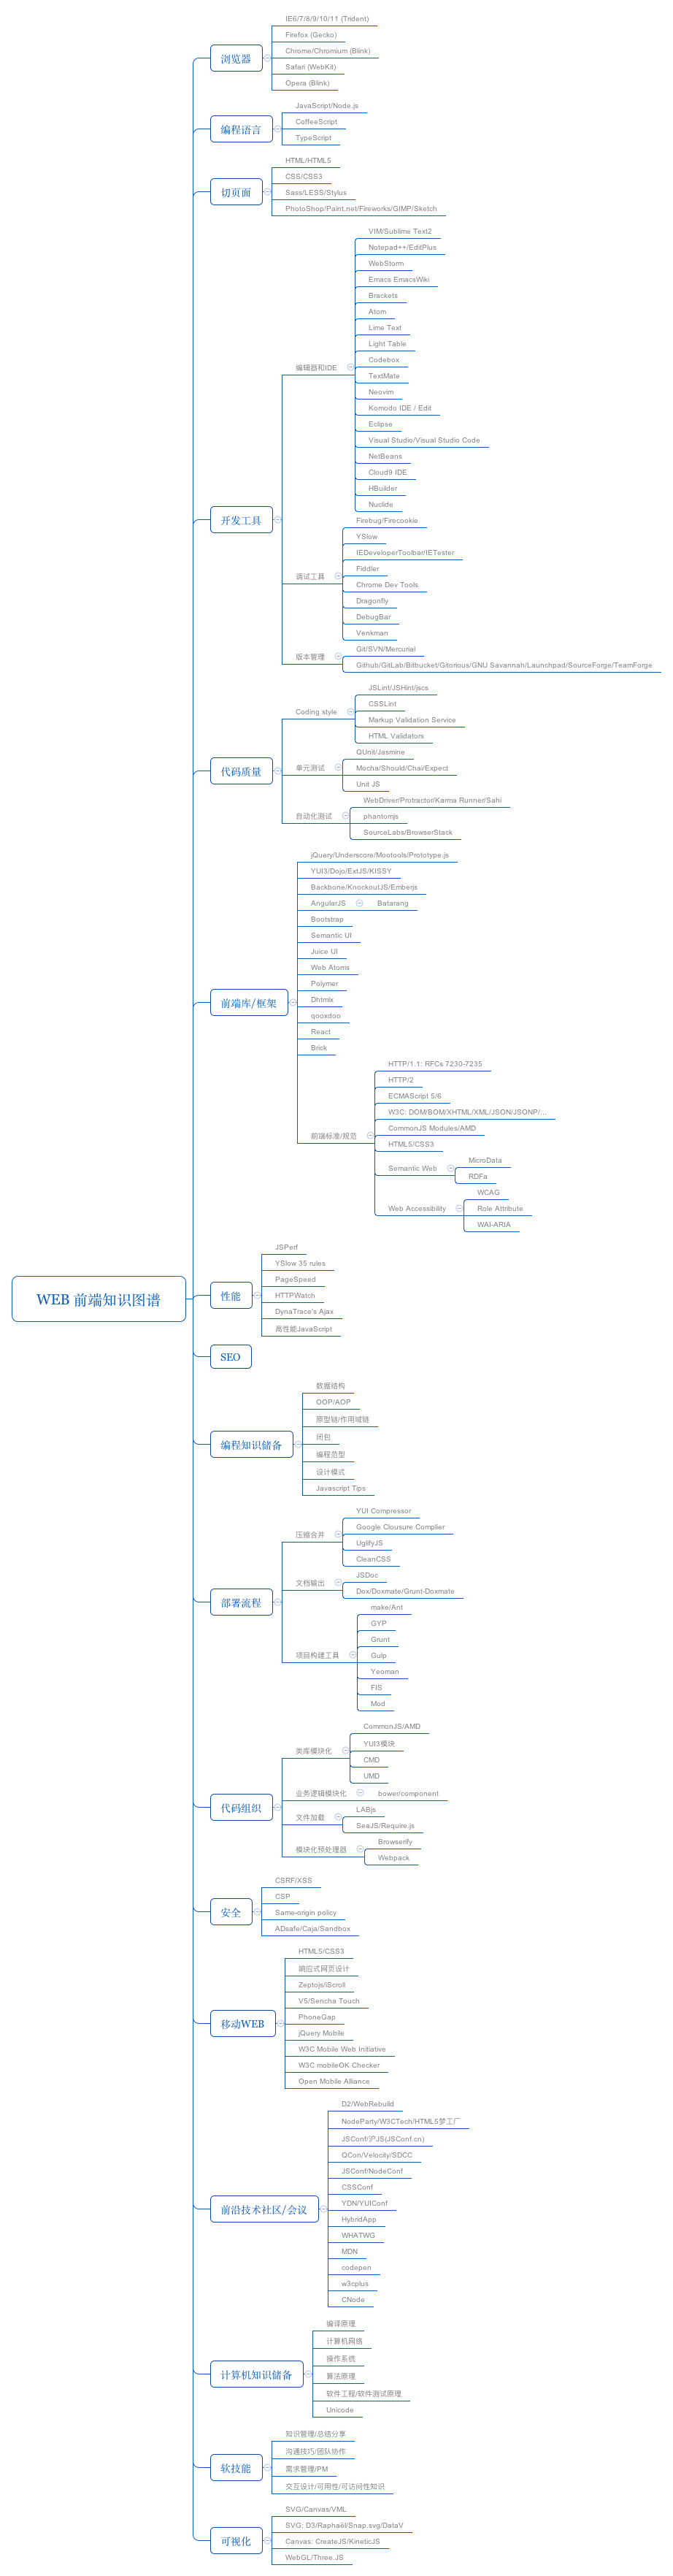 WEB 前端知识图谱
浏览器
IE6/7/8/9/10/11 (Trident)
Firefox (Gecko)
Chrome/Chromium (Blink)
Safari (WebKit)
Opera (Blink)
编程语言
JavaScript/Node.js
CoffeeScript
TypeScript
切页面
HTML/HTML5
CSS/CSS3
Sass/LESS/Stylus
PhotoShop/Paint.net/Fireworks/GIMP/Sketch
开发工具
编辑器和IDE
VIM/Sublime Text2
Notepad++/EditPlus
WebStorm
Emacs EmacsWiki
Brackets
Atom
Lime Text
Light Table
Codebox
TextMate
Neovim
Komodo IDE / Edit
Eclipse
Visual Studio/Visual Studio Code
NetBeans
Cloud9 IDE
HBuilder
Nuclide
调试工具
Firebug/Firecookie
YSlow
IEDeveloperToolbar/IETester
Fiddler
Chrome Dev Tools
Dragonfly
DebugBar
Venkman
版本管理
Git/SVN/Mercurial
Github/GitLab/Bitbucket/Gitorious/GNU Savannah/Launchpad/SourceForge/TeamForge
代码质量
Coding style
JSLint/JSHint/jscs
CSSLint
Markup Validation Service
HTML Validators
单元测试
QUnit/Jasmine
Mocha/Should/Chai/Expect
Unit JS
自动化测试
WebDriver/Protractor/Karma Runner/Sahi
phantomjs
SourceLabs/BrowserStack
前端库/框架
jQuery/Underscore/Mootools/Prototype.js
YUI3/Dojo/ExtJS/KISSY
Backbone/KnockoutJS/Emberjs
AngularJS
Batarang
Bootstrap
Semantic UI
Juice UI
Web Atoms
Polymer
Dhtmlx
qooxdoo
React
Brick
前端标准/规范
HTTP/1.1: RFCs 7230-7235
HTTP/2
ECMAScript 5/6
W3C: DOM/BOM/XHTML/XML/JSON/JSONP/...
CommonJS Modules/AMD
HTML5/CSS3
Semantic Web
MicroData
RDFa
Web Accessibility
WCAG
Role Attribute
WAI-ARIA
性能
JSPerf
YSlow 35 rules
PageSpeed
HTTPWatch
DynaTrace's Ajax
高性能JavaScript
SEO
编程知识储备
数据结构
OOP/AOP
原型链/作用域链
闭包
编程范型
设计模式
Javascript Tips
部署流程
压缩合并
YUI Compressor
Google Clousure Complier
UglifyJS
CleanCSS
文档输出
JSDoc
Dox/Doxmate/Grunt-Doxmate
项目构建工具
make/Ant
GYP
Grunt
Gulp
Yeoman
FIS
Mod
代码组织
类库模块化
CommonJS/AMD
YUI3模块
CMD
UMD
业务逻辑模块化
bower/component
文件加载
LABjs
SeaJS/Require.js
模块化预处理器
Browserify
Webpack
安全
CSRF/XSS
CSP
Same-origin policy
ADsafe/Caja/Sandbox
移动WEB
HTML5/CSS3
响应式网页设计
Zeptojs/iScroll
V5/Sencha Touch
PhoneGap
jQuery Mobile
W3C Mobile Web Initiative
W3C mobileOK Checker
Open Mobile Alliance
前沿技术社区/会议
D2/WebRebuild
NodeParty/W3CTech/HTML5梦工厂
JSConf/沪JS(JSConf.cn)
QCon/Velocity/SDCC
JSConf/NodeConf
CSSConf
YDN/YUIConf
HybridApp
WHATWG
MDN
codepen
w3cplus
CNode
计算机知识储备
编译原理
计算机网络
操作系统
算法原理
软件工程/软件测试原理
Unicode
软技能
知识管理/总结分享
沟通技巧/团队协作
需求管理/PM
交互设计/可用性/可访问性知识
可视化
SVG/Canvas/VML
SVG: D3/Raphaël/Snap.svg/DataV
Canvas: CreateJS/KineticJS
WebGL/Three.JS